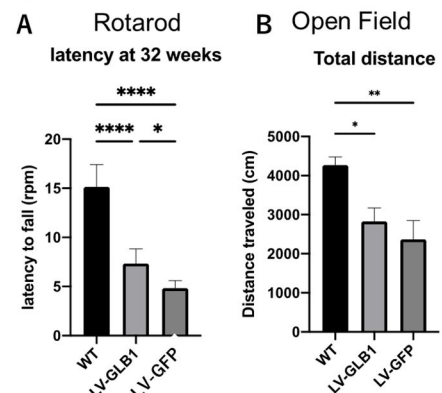 A Rotarod
latency at 32 weeks
****
**** *
latency to fall (rpm)
20
15
10
5
0
WT
LV-GLB1
LV-GFP
B Open Field
Total distance
**
*
Distance traveled (cm)
5000
4000
3000
2000
1000
0
WT
LV-GLB1
LV-GFP